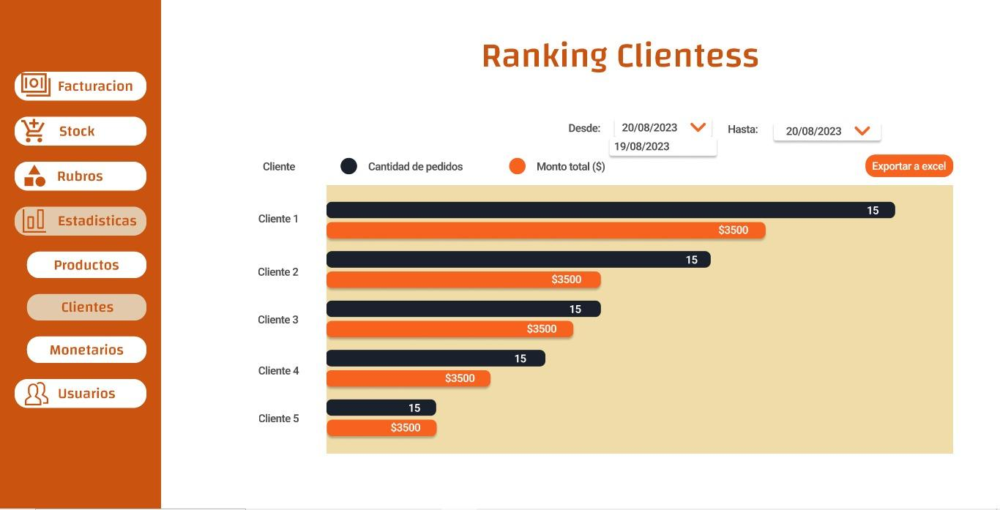 Facturacion
Stock
Rubros
Estadisticas
Productos
Clientes
Monetarios
Usuarios
Ranking Clientess
Desde: 20/08/2023 Hasta: 20/08/2023
19/08/2023
Cliente Cantidad de pedidos Monto total ($) Exportar a excel
Cliente 1
15
$3500
Cliente 2
15
$3500
Cliente 3
15
$3500
Cliente 4
15
$3500
Cliente 5
15
$3500